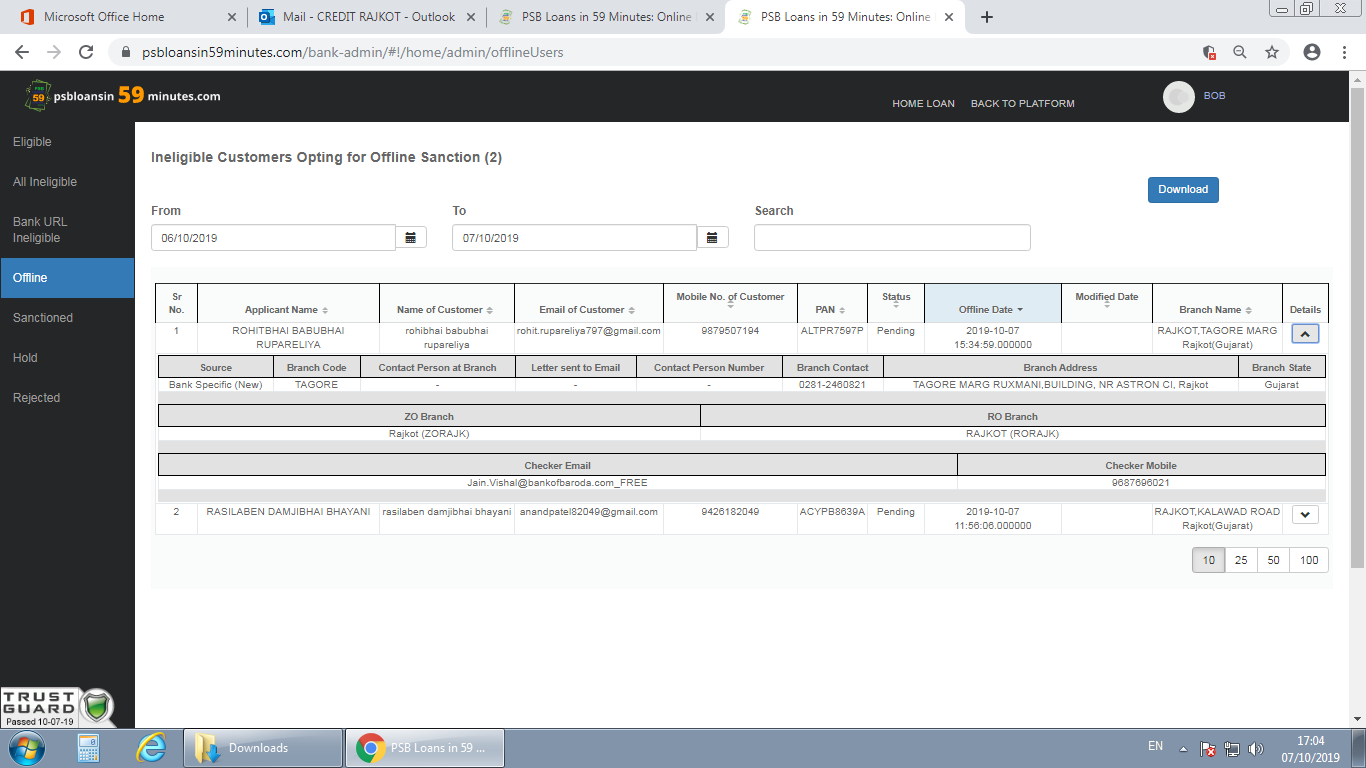 Microsoft Office Home
Mail - CREDIT RAJKOT - Outlook
PSB Loans in 59 Minutes: Online
PSB Loans in 59 Minutes: Online
psbloansin59minutes.com/bank-admin/#!/home/admin/offlineUsers
PSB 59 psbloansin 59 minutes.com
HOME LOAN BACK TO PLATFORM
BOB
Eligible
All Ineligible
Bank URL
Ineligible
Offline
Sanctioned
Hold
Rejected
Ineligible Customers Opting for Offline Sanction (2)
Download
From To Search
06/10/2019 07/10/2019
Sr No. Applicant Name Name of Customer Email of Customer Mobile No. of Customer PAN Status Offline Date Modified Date Branch Name Details
1 ROHITBHAI BABUBHAI rohibhai babubhai rohit.rupareliya797@gmail.com 9879507194 ALTPR7597P Pending 2019-10-07 RAJKOT,TAGORE MARG
RUPARELIYA rupareliya 15:34:59.000000 Rajkot(Gujarat)
Source Branch Code Contact Person at Branch Letter sent to Email Contact Person Number Branch Contact Branch Address Branch State
Bank Specific (New) TAGORE - - - 0281-2460821 TAGORE MARG RUXMANI,BUILDING, NR ASTRON CI, Rajkot Gujarat
ZO Branch RO Branch
Rajkot (ZORAJK) RAJKOT (RORAJK)
Checker Email Checker Mobile
Jain.Vishal@bankofbaroda.com_FREE 9687696021
2 RASILABEN DAMJIBHAI BHAYANI rasilaben damjibhai bhayani anandpatel82049@gmail.com 9426182049 ACYPB8639A Pending 2019-10-07 RAJKOT,KALAWAD ROAD
11:56:06.000000 Rajkot(Gujarat)
10 25 50 100
TRUST
GUARD
Passed 10-07-19
Downloads
PSB Loans in 59 ...
EN
17:04
07/10/2019